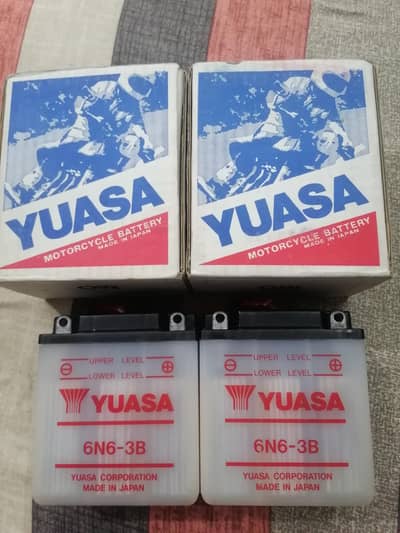 YUASA
MOTORCYCLE BATTERY
MADE IN JAPAN
YUASA
MOTORCYCLE BATTERY
MADE IN JAPAN
UPPER LEVEL
LOWER LEVEL
YUASA
6N6-3B
YUASA CORPORATION
MADE IN JAPAN
UPPER LEVEL
LOWER LEVEL
YUASA
6N6-3B
YUASA CORPORATION
MADE IN JAPAN